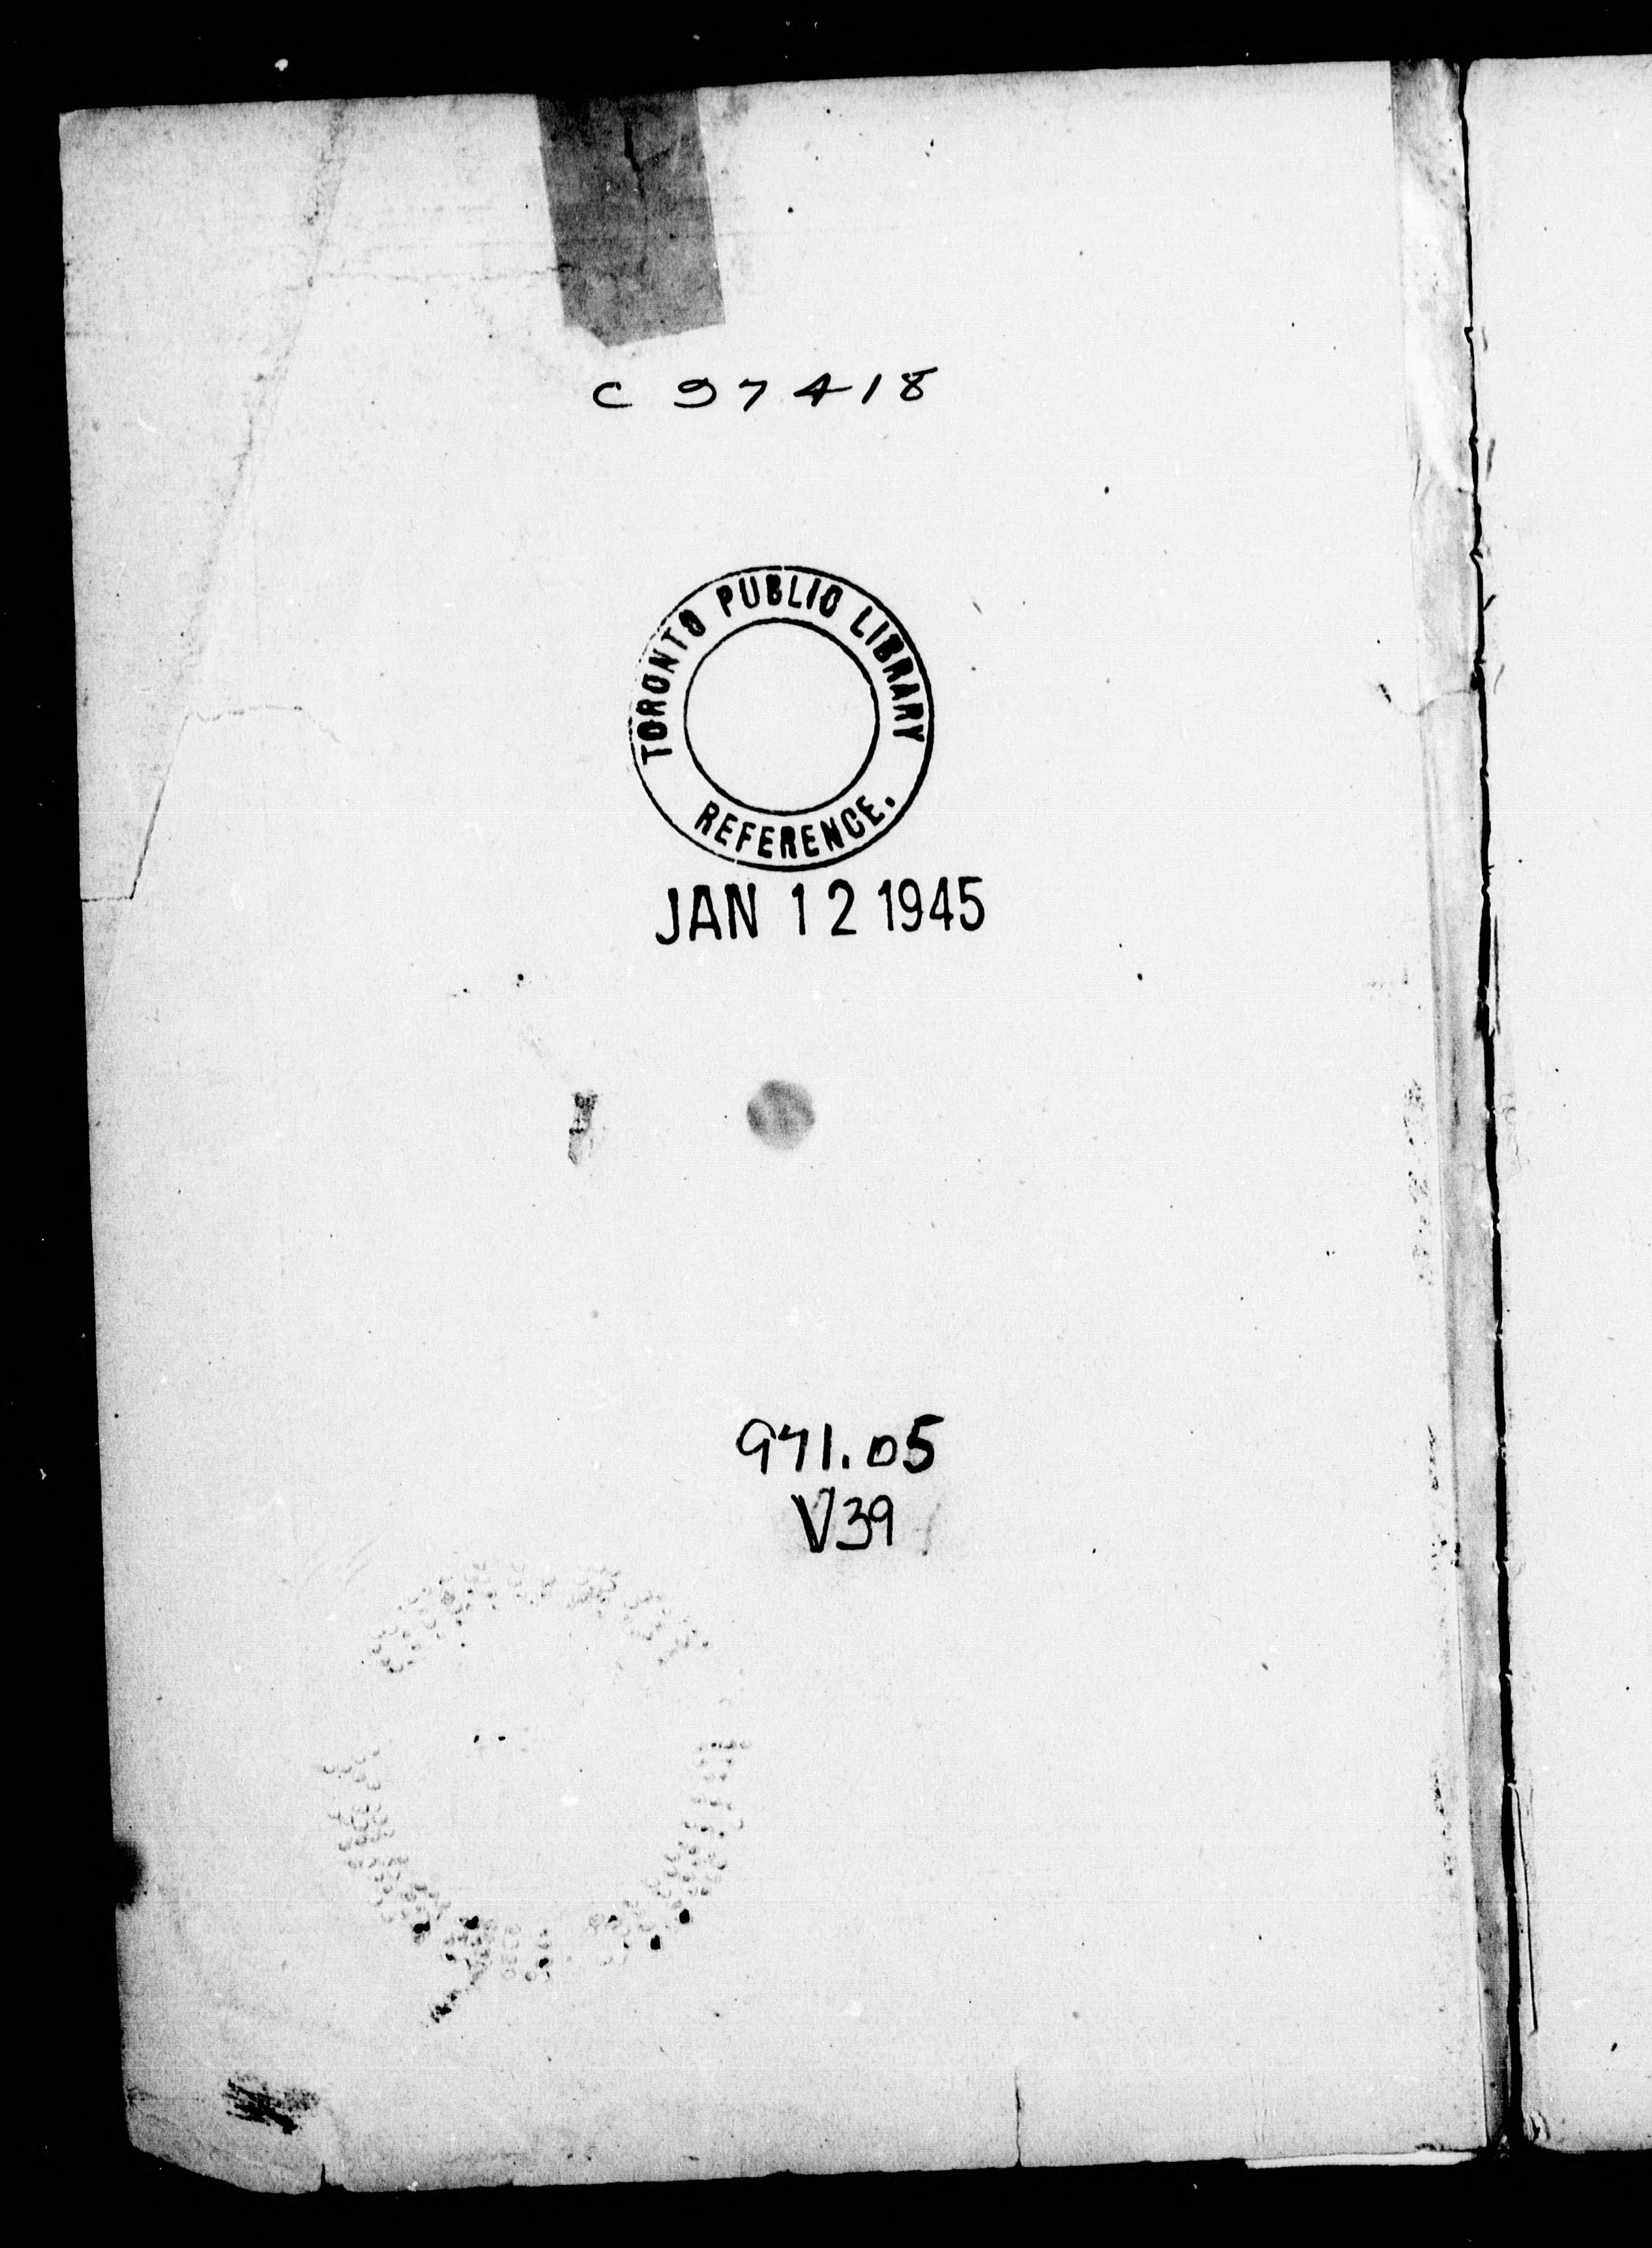 C 97418
TORONTO PUBLIC LIBRARY
REFERENCE.
JAN 12 1945
971.05
V39